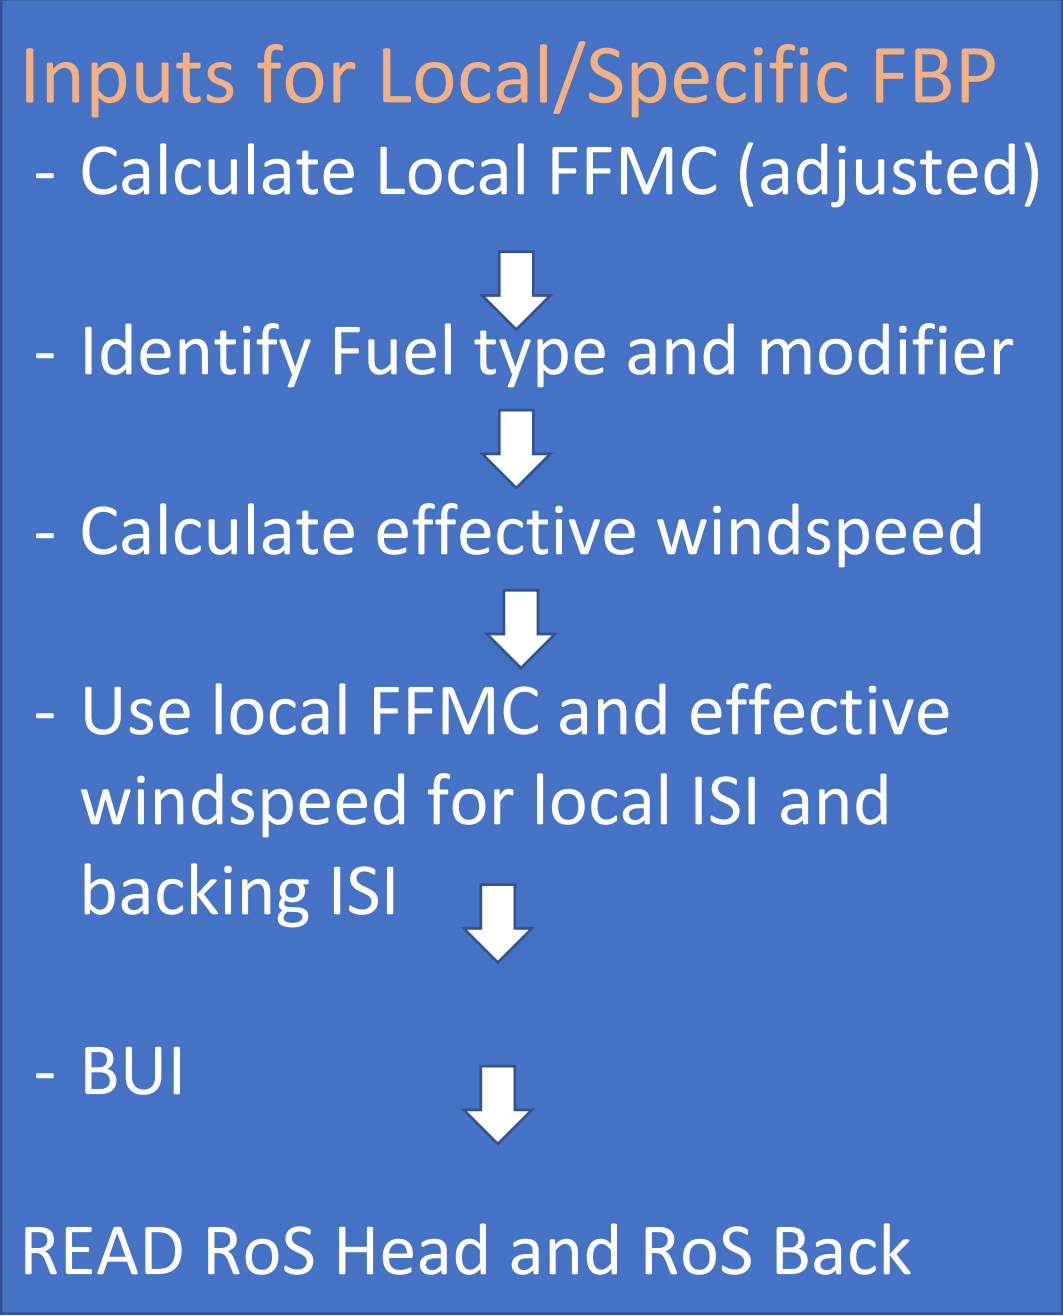 Inputs for Local/Specific FBP
- Calculate Local FFMC (adjusted)
- Identify Fuel type and modifier
- Calculate effective windspeed
- Use local FFMC and effective
windspeed for local ISI and
backing ISI
- BUI
READ RoS Head and RoS Back